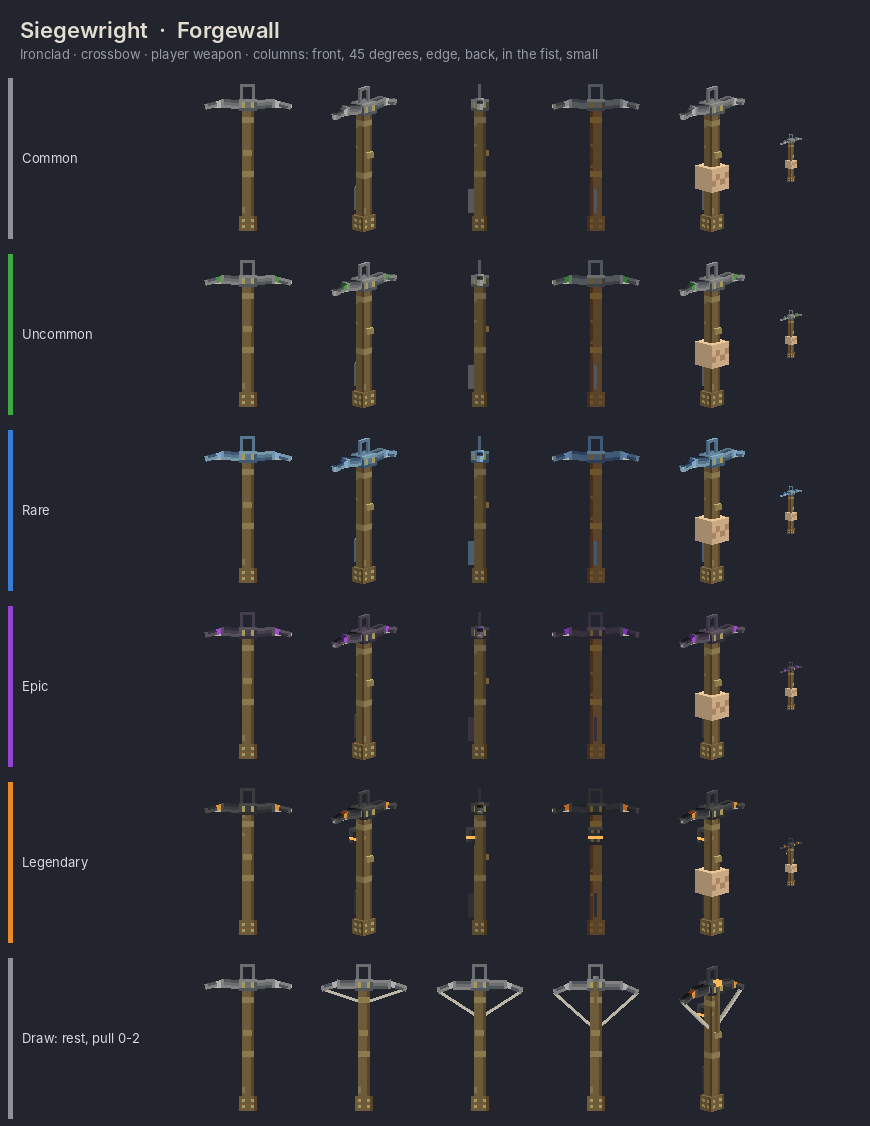 Siegewright · Forgewall
Ironclad · crossbow · player weapon · columns: front, 45 degrees, edge, back, in the fist, small
Common
Uncommon
Rare
Epic
Legendary
Draw: rest, pull 0-2